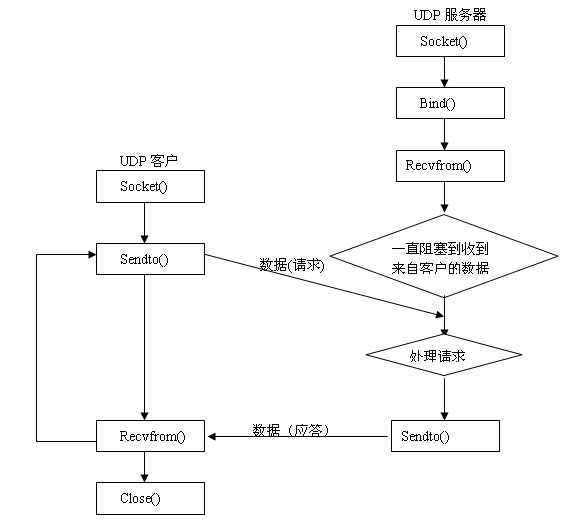 UDP 服务器
Socket()
Bind()
Recvfrom()
一直阻塞到收到
来自客户的数据
处理请求
Sendto()
UDP 客户
Socket()
Sendto()
数据(请求)
数据（应答）
Recvfrom()
Close()